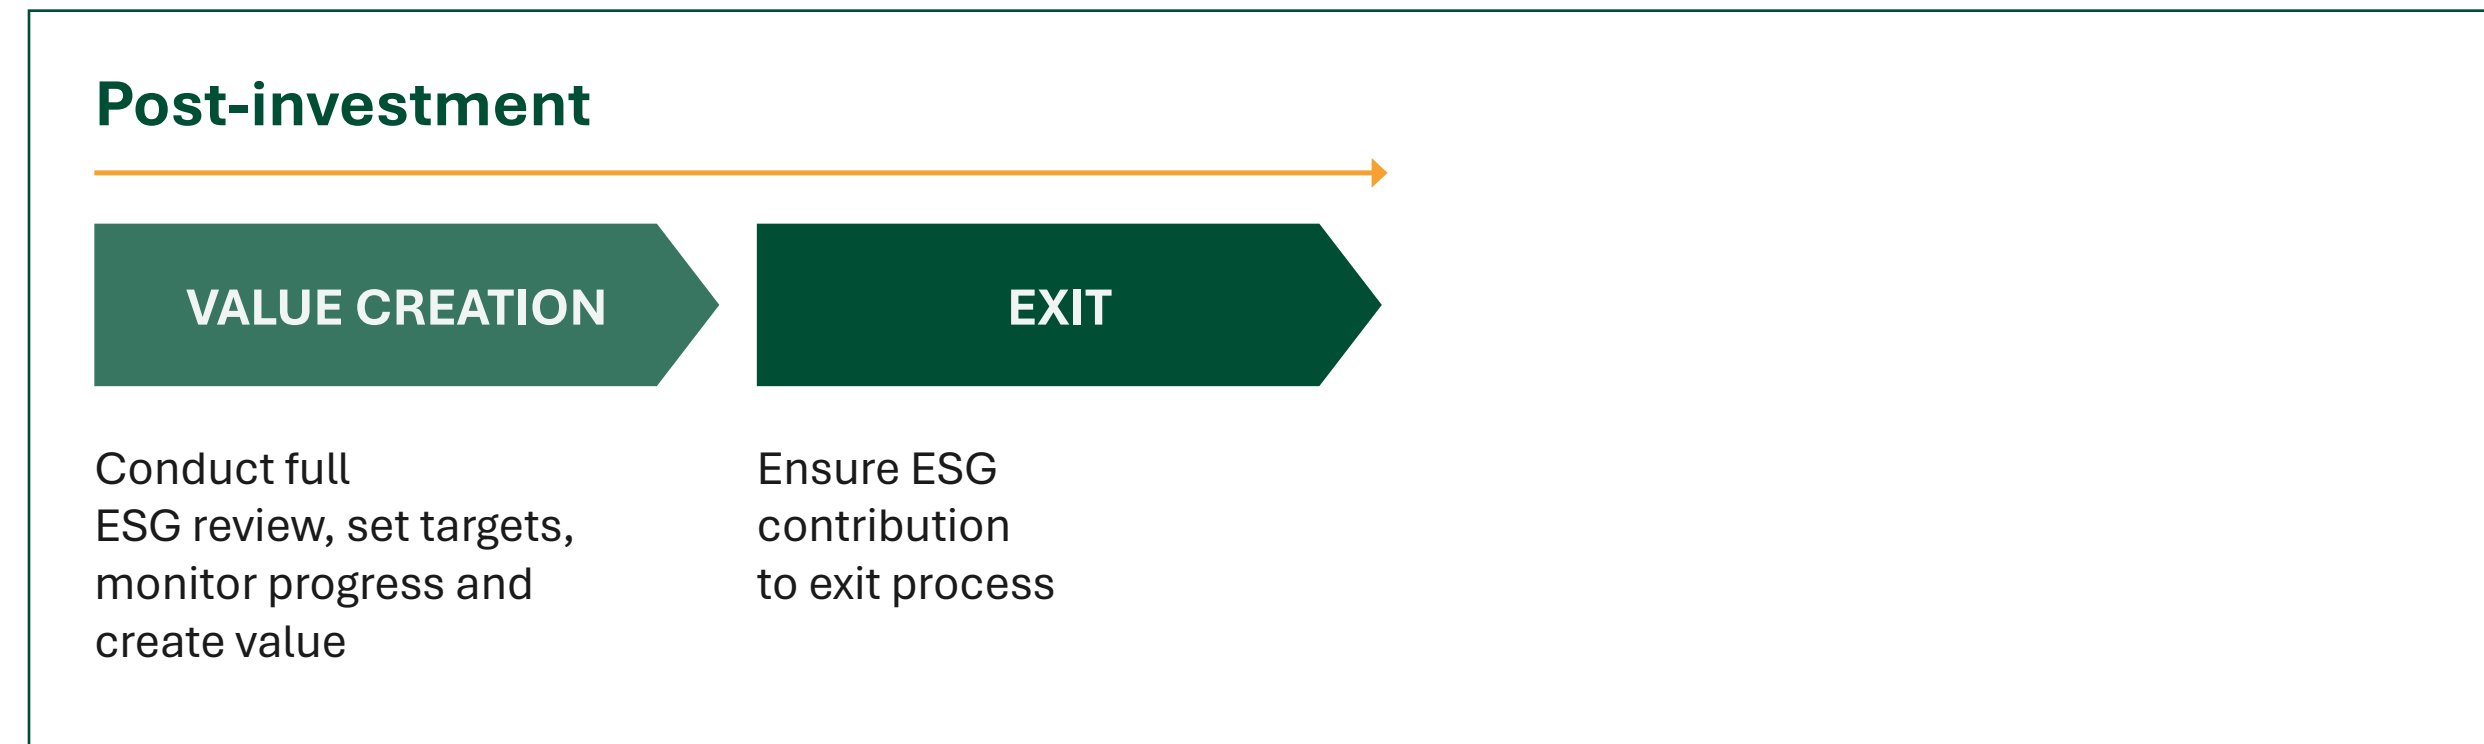 Post-investment
VALUE CREATION
Conduct full
ESG review, set targets,
monitor progress and
create value
EXIT
Ensure ESG
contribution
to exit process